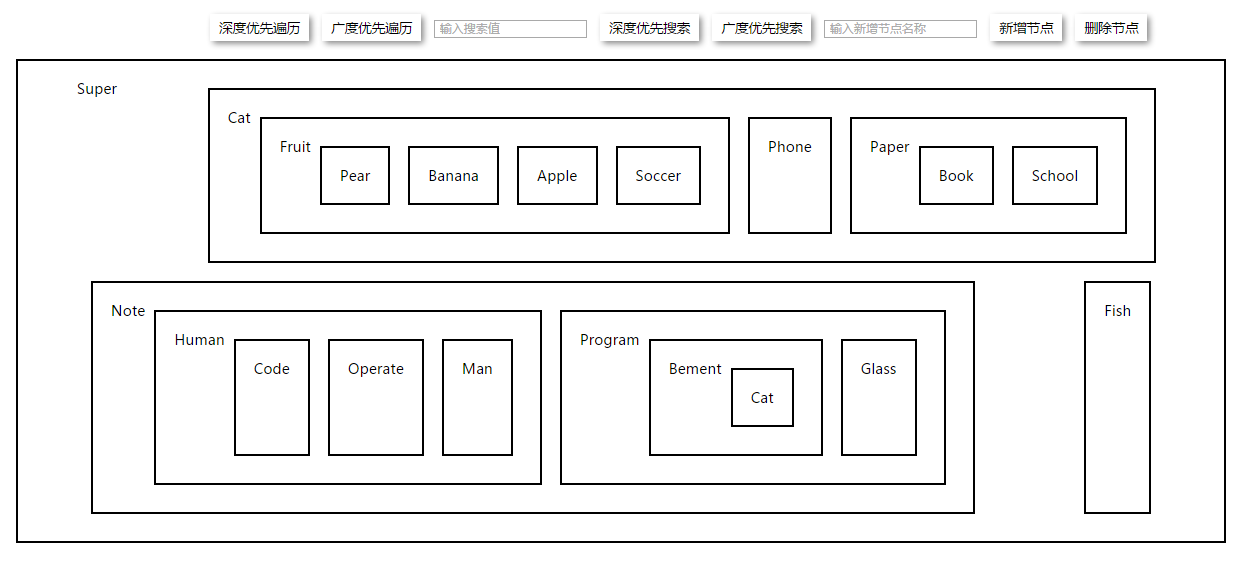 深度优先遍历 广度优先遍历 输入搜索值 深度优先搜索 广度优先搜索 输入新增节点名称 新增节点 删除节点
Super
Cat
Fruit Phone Paper
Pear Banana Apple Soccer Book School
Note Fish
Human Program
Code Operate Man Bement Glass
Cat